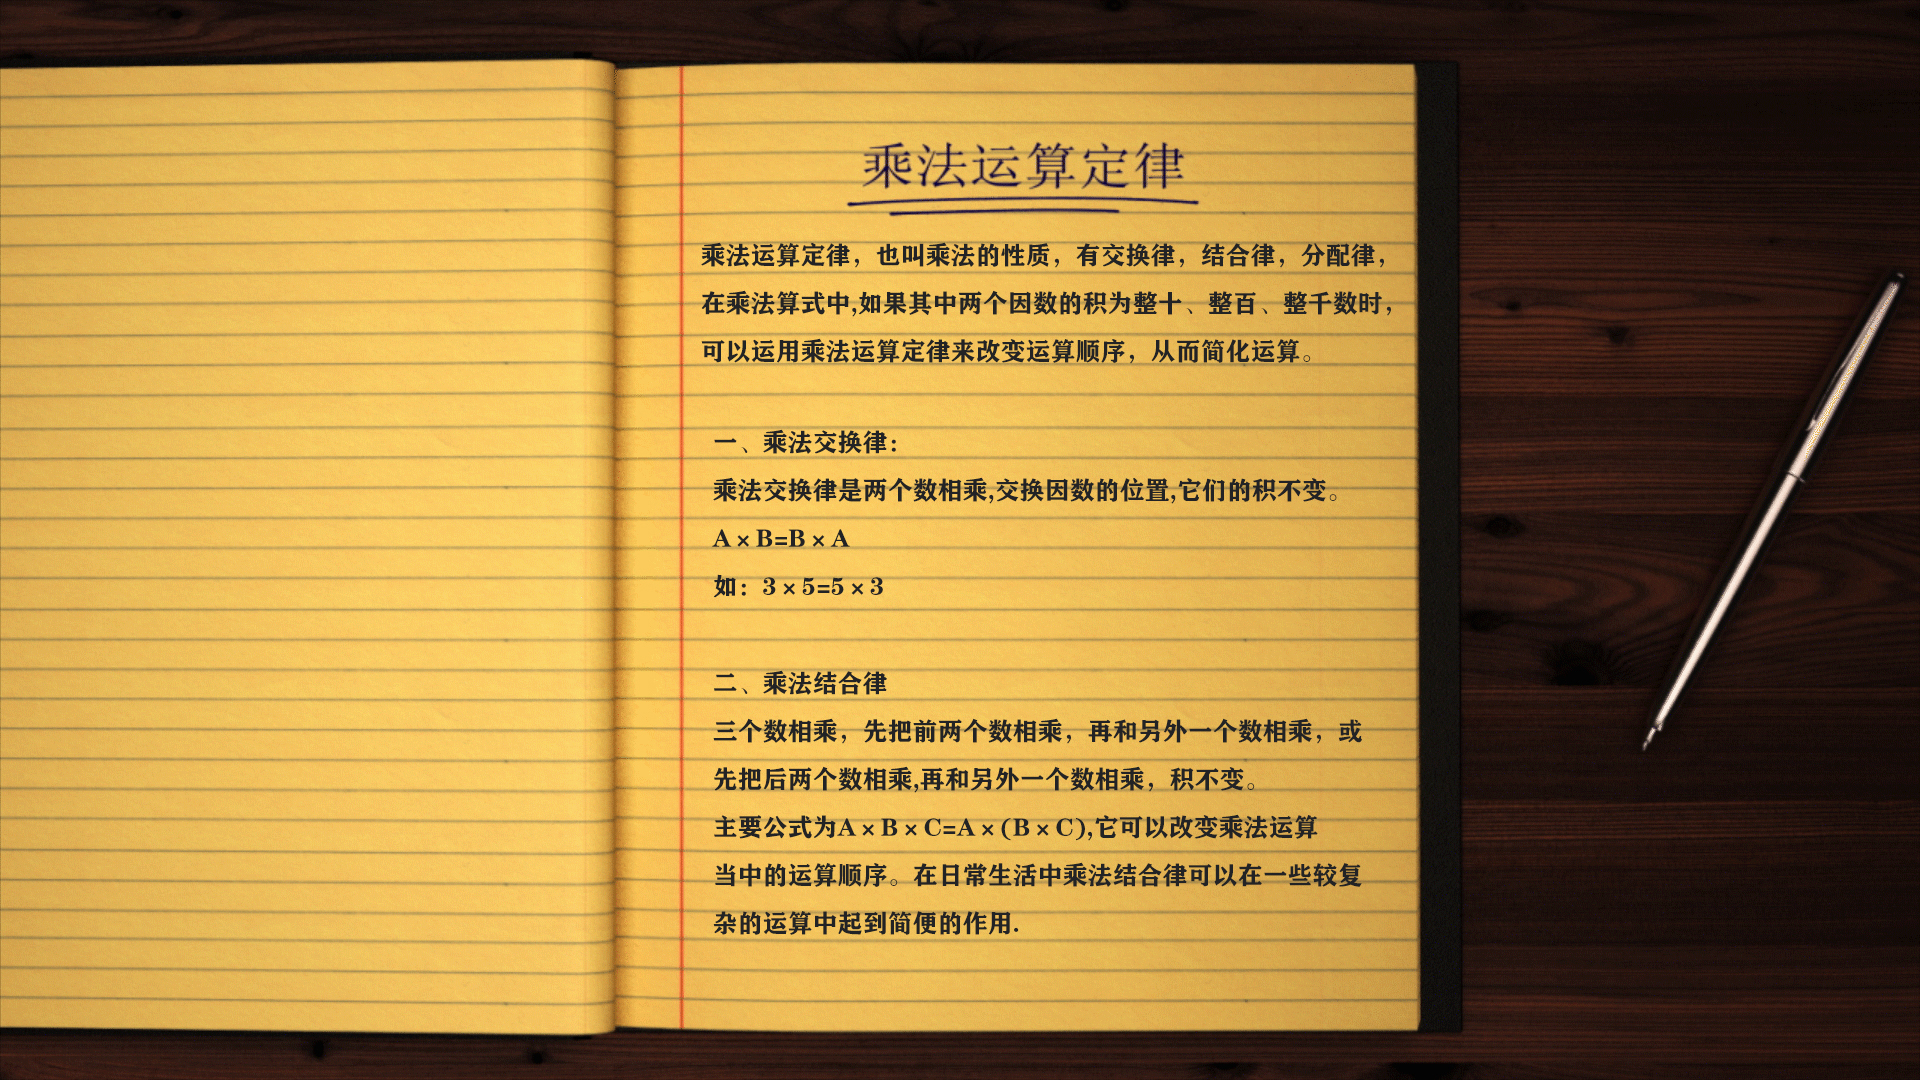 乘法运算定律
乘法运算定律，也叫乘法的性质，有交换律，结合律，分配律，
在乘法算式中,如果其中两个因数的积为整十、整百、整千数时，
可以运用乘法运算定律来改变运算顺序，从而简化运算。
一、乘法交换律：
乘法交换律是两个数相乘,交换因数的位置,它们的积不变。
A×B=B×A
如：3×5=5×3
二、乘法结合律
三个数相乘，先把前两个数相乘，再和另外一个数相乘，或
先把后两个数相乘,再和另外一个数相乘，积不变。
主要公式为A×B×C=A×(B×C),它可以改变乘法运算
当中的运算顺序。在日常生活中乘法结合律可以在一些较复
杂的运算中起到简便的作用.